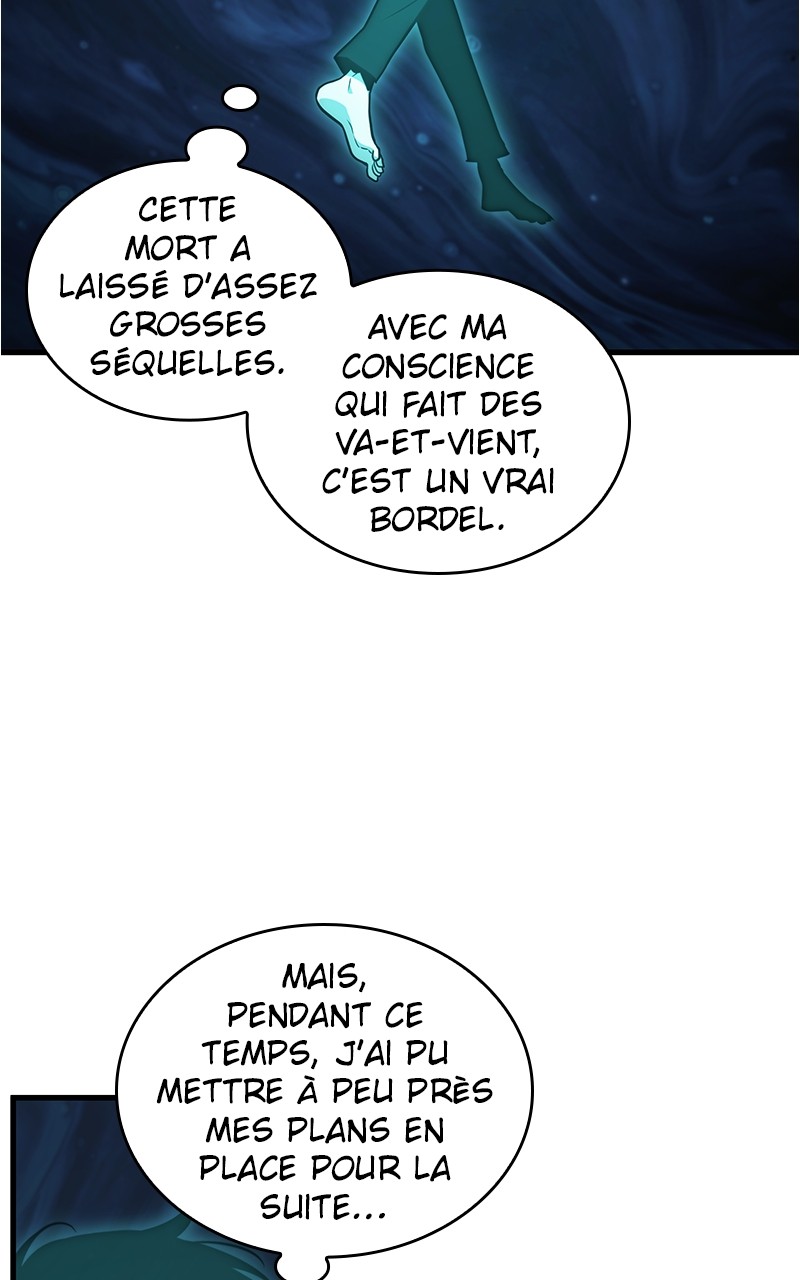 CETTE
MORT A
LAISSÉ D'ASSEZ
GROSSES
SÉQUELLES.
AVEC MA
CONSCIENCE
QUI FAIT DES
VA-ET-VIENT,
C'EST UN VRAI
BORDEL.
MAIS,
PENDANT CE
TEMPS, J'AI PU
METTRE À PEU PRÈS
MES PLANS EN
PLACE POUR LA
SUITE...